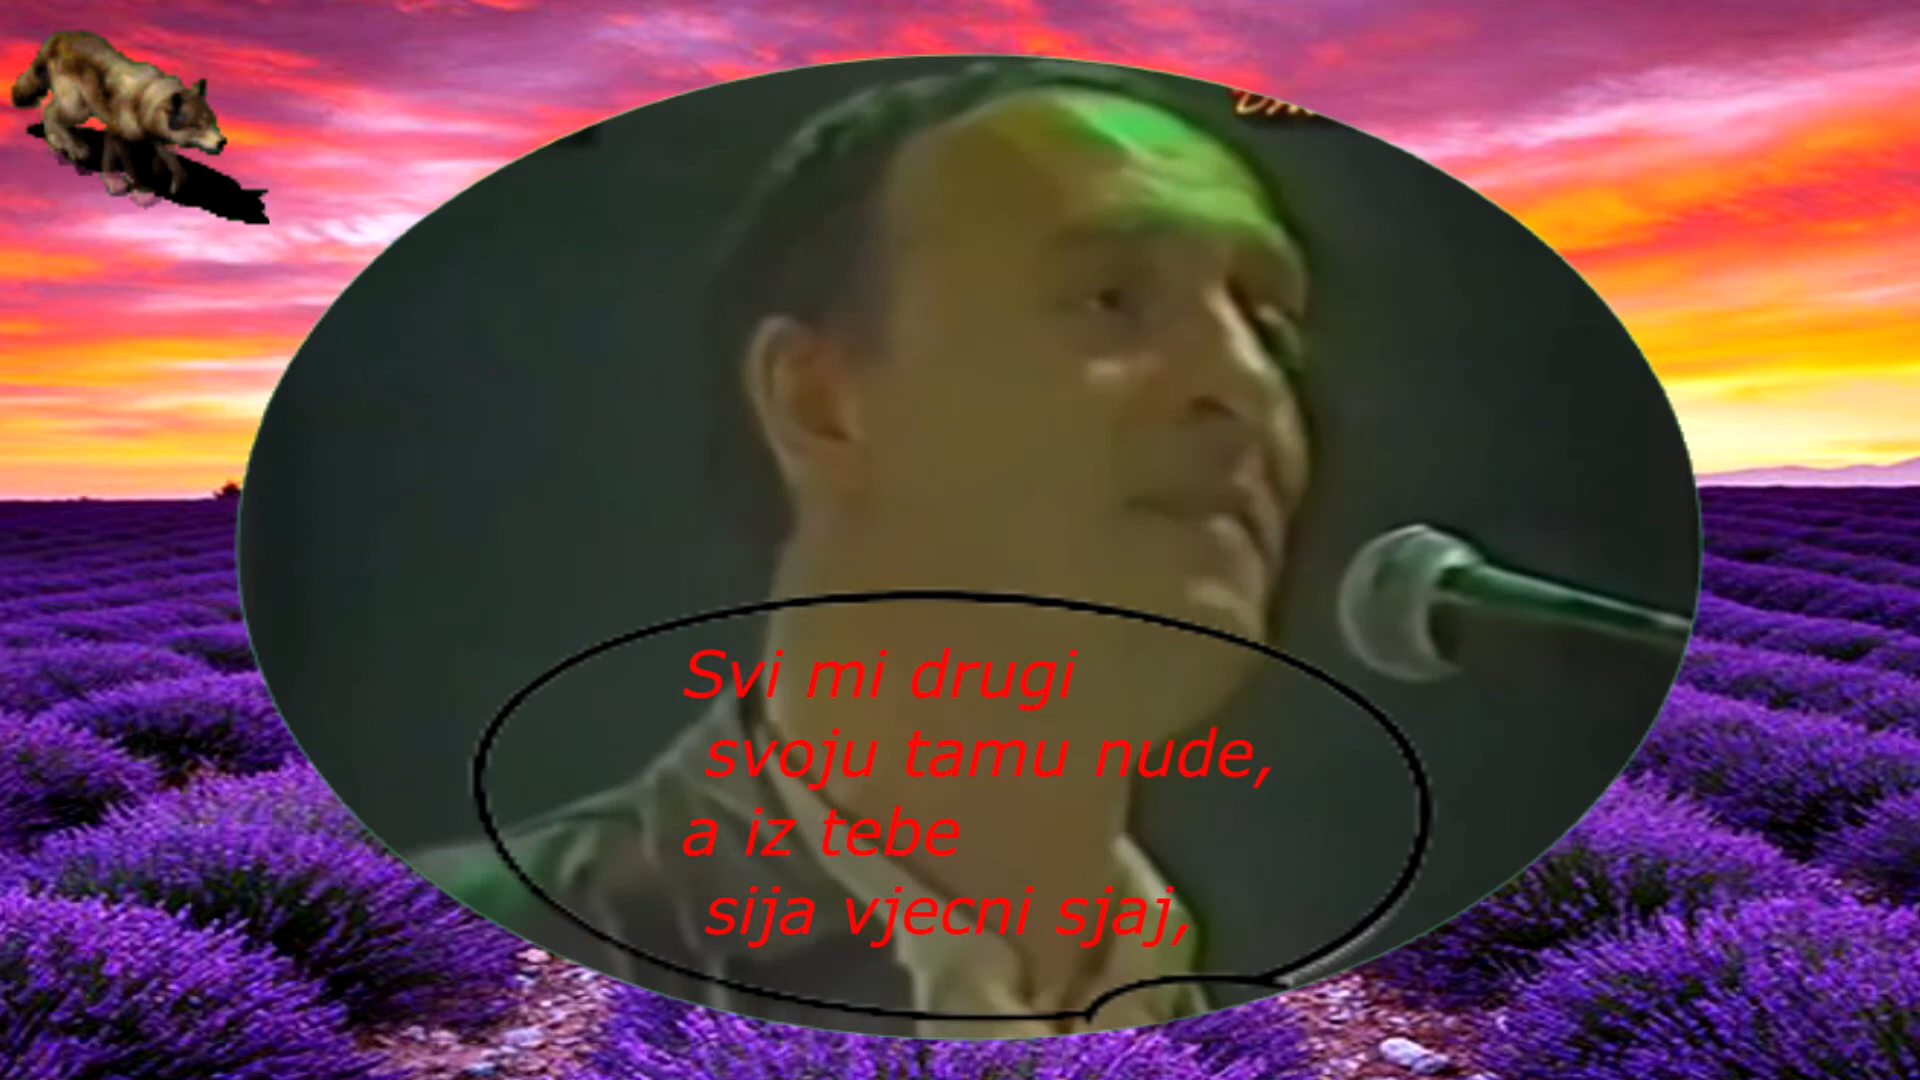 Svi mi drugi
svoju tamu nude,
a iz tebe
sija vjecni sjaj,